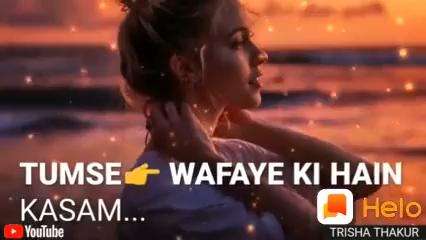 TUMSE👉 WAFAYE KI HAIN
KASAM...
Helo
YouTube
TRISHA THAKUR